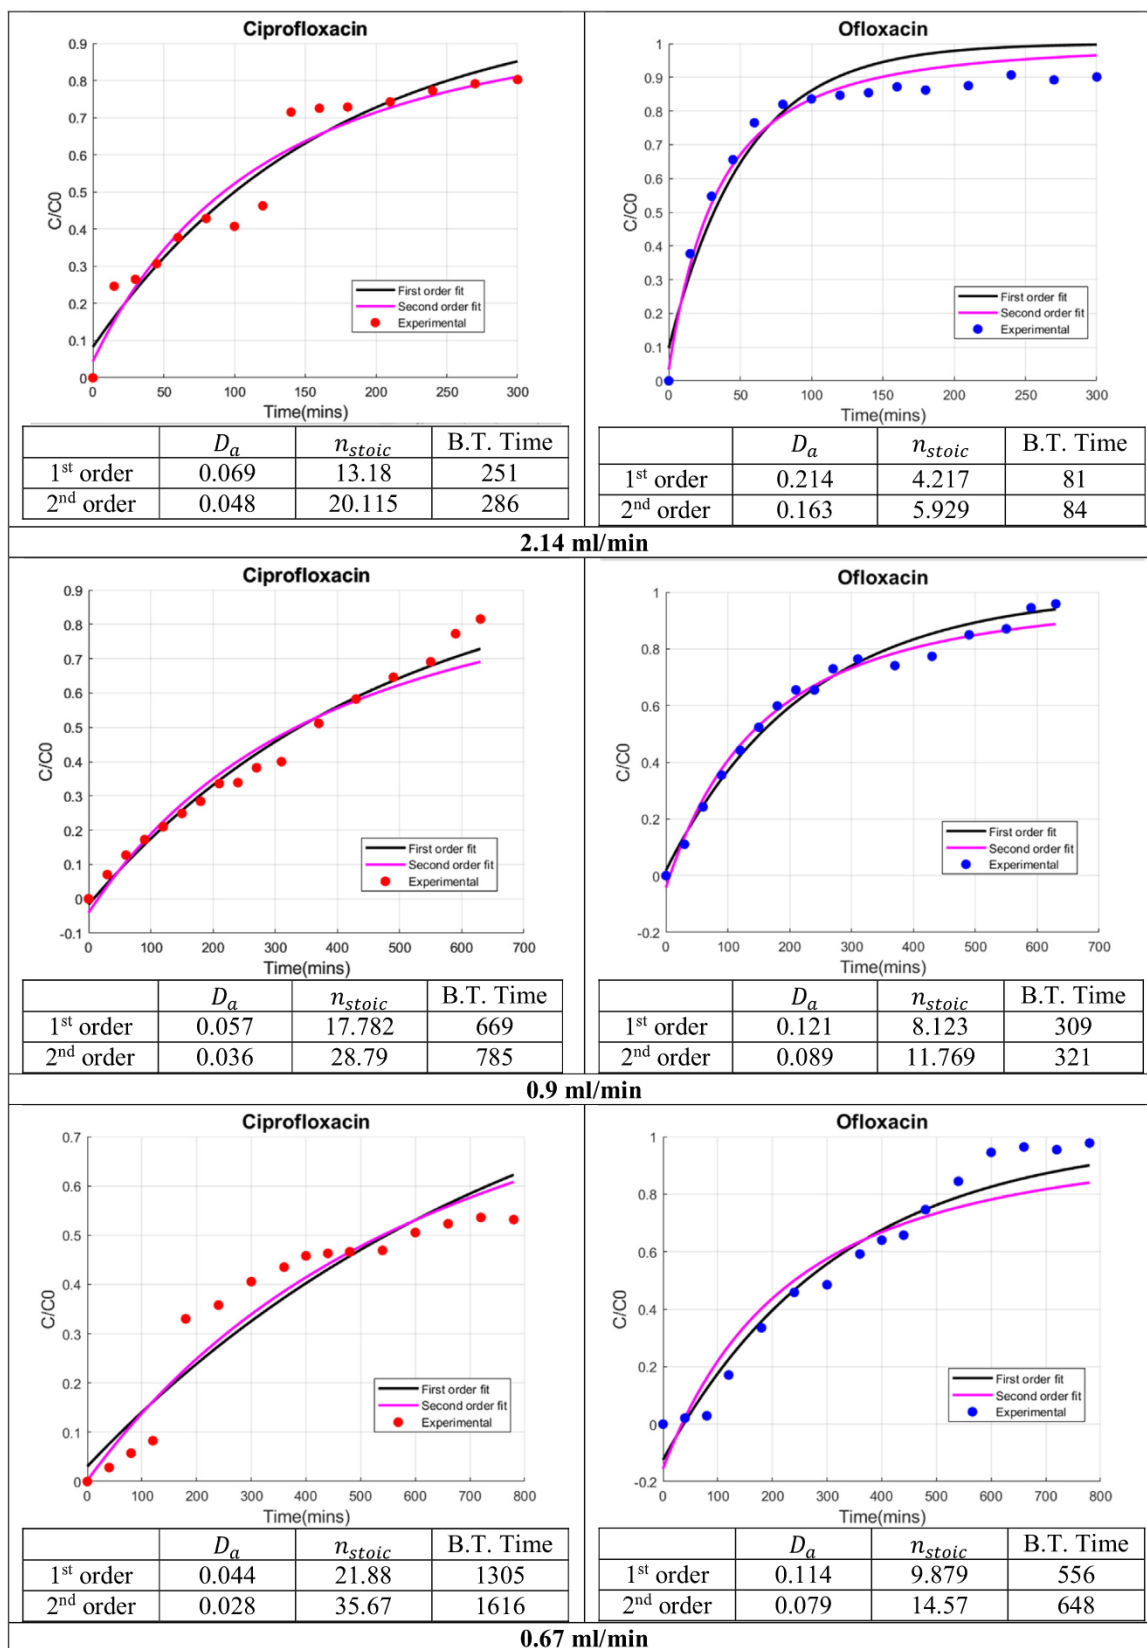 Ciprofloxacin
0.9
0.8
0.7
0.6
0.5
0.4
0.3
0.2
0.1
0
C/C0
First order fit
Second order fit
Experimental
0 50 100 150 200 250 300
Time(mins)
D_a n_stoic B.T. Time
1st order 0.069 13.18 251
2nd order 0.048 20.115 286
Ofloxacin
1
0.9
0.8
0.7
0.6
0.5
0.4
0.3
0.2
0.1
0
C/C0
First order fit
Second order fit
Experimental
0 50 100 150 200 250 300
Time(mins)
D_a n_stoic B.T. Time
1st order 0.214 4.217 81
2nd order 0.163 5.929 84
2.14 ml/min
Ciprofloxacin
0.9
0.8
0.7
0.6
0.5
0.4
0.3
0.2
0.1
0
-0.1
C/C0
First order fit
Second order fit
Experimental
0 100 200 300 400 500 600 700
Time(mins)
D_a n_stoic B.T. Time
1st order 0.057 17.782 669
2nd order 0.036 28.79 785
Ofloxacin
1
0.8
0.6
0.4
0.2
0
-0.2
C/C0
First order fit
Second order fit
Experimental
0 100 200 300 400 500 600 700
Time(mins)
D_a n_stoic B.T. Time
1st order 0.121 8.123 309
2nd order 0.089 11.769 321
0.9 ml/min
Ciprofloxacin
0.7
0.6
0.5
0.4
0.3
0.2
0.1
0
C/C0
First order fit
Second order fit
Experimental
0 100 200 300 400 500 600 700 800
Time(mins)
D_a n_stoic B.T. Time
1st order 0.044 21.88 1305
2nd order 0.028 35.67 1616
Ofloxacin
1
0.8
0.6
0.4
0.2
0
-0.2
C/C0
First order fit
Second order fit
Experimental
0 100 200 300 400 500 600 700 800
Time(mins)
D_a n_stoic B.T. Time
1st order 0.114 9.879 556
2nd order 0.079 14.57 648
0.67 ml/min